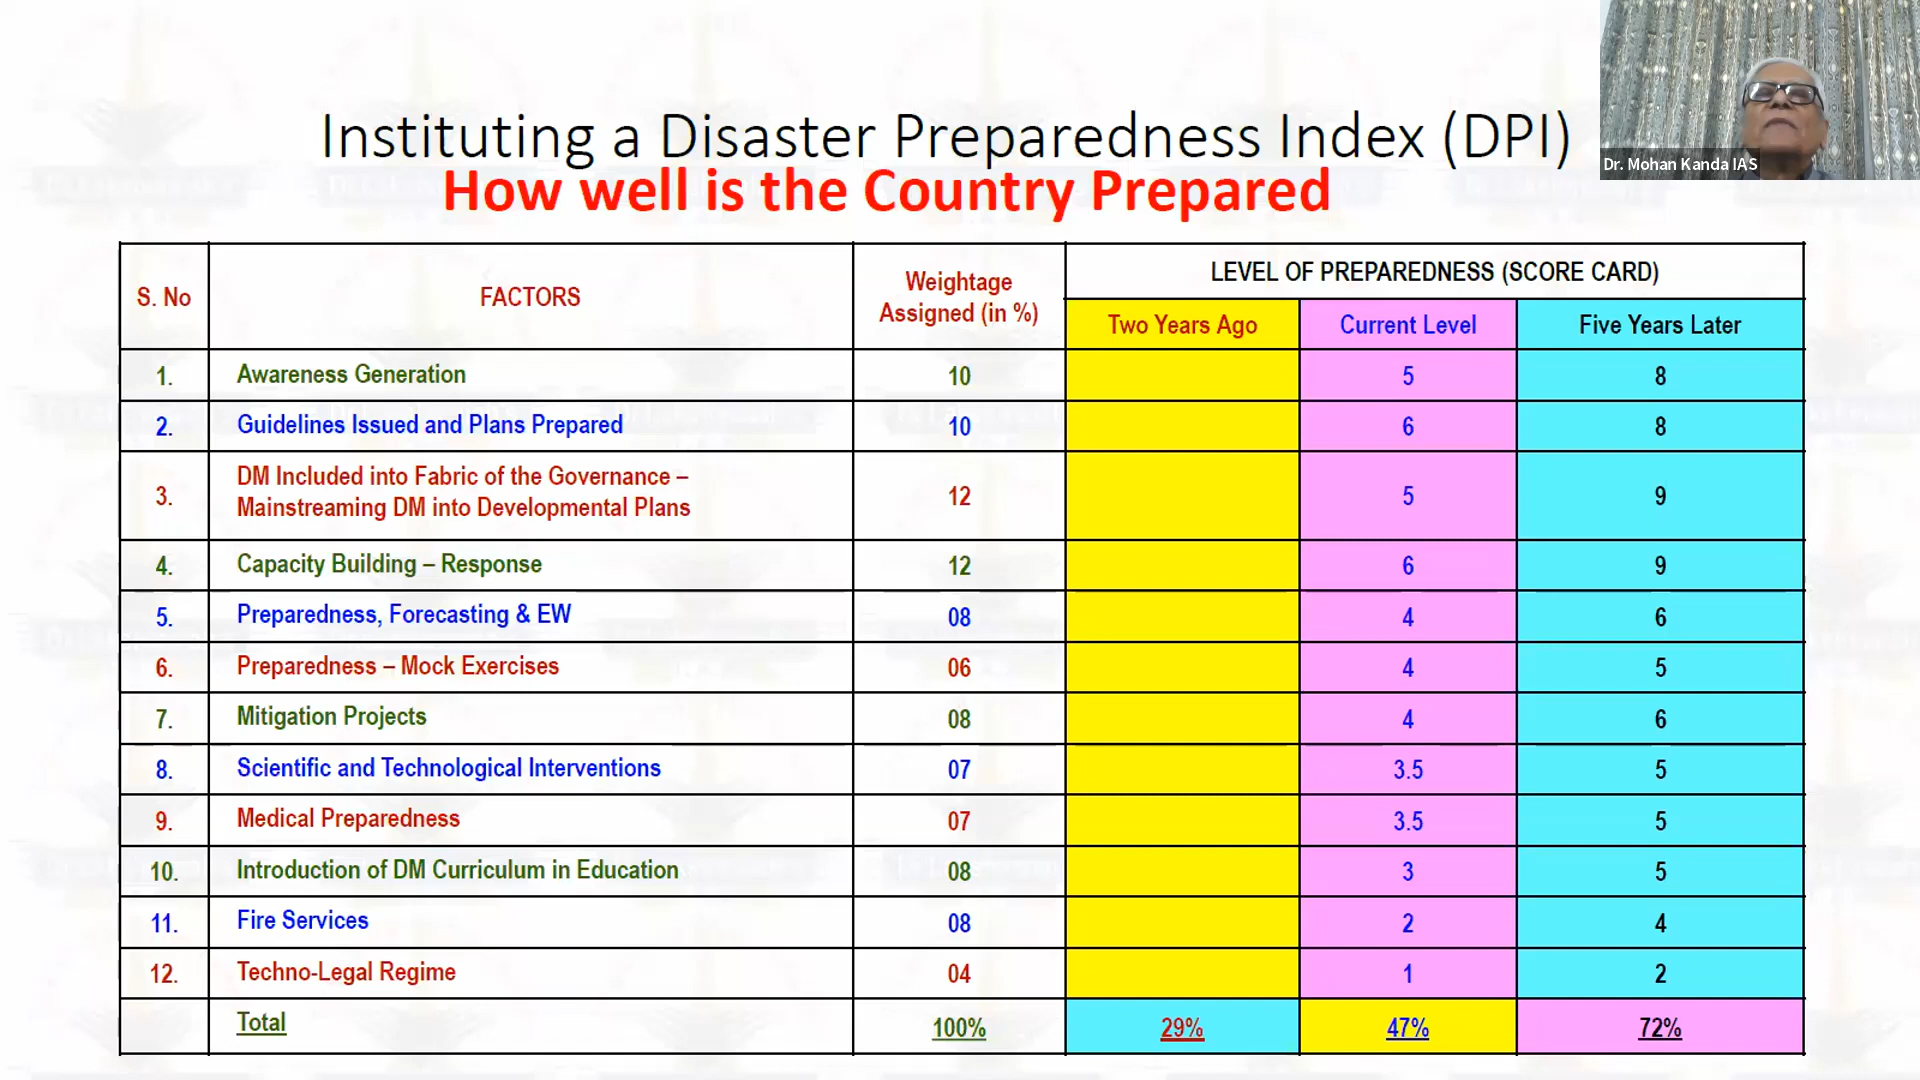 Instituting a Disaster Preparedness Index (DPI)
How well is the Country Prepared
Dr. Mohan Kanda IAS
S. No FACTORS Weightage Assigned (in %) LEVEL OF PREPAREDNESS (SCORE CARD)
Two Years Ago Current Level Five Years Later
1. Awareness Generation 10 5 8
2. Guidelines Issued and Plans Prepared 10 6 8
3. DM Included into Fabric of the Governance –
Mainstreaming DM into Developmental Plans 12 5 9
4. Capacity Building – Response 12 6 9
5. Preparedness, Forecasting & EW 08 4 6
6. Preparedness – Mock Exercises 06 4 5
7. Mitigation Projects 08 4 6
8. Scientific and Technological Interventions 07 3.5 5
9. Medical Preparedness 07 3.5 5
10. Introduction of DM Curriculum in Education 08 3 5
11. Fire Services 08 2 4
12. Techno-Legal Regime 04 1 2
Total 100% 29% 47% 72%